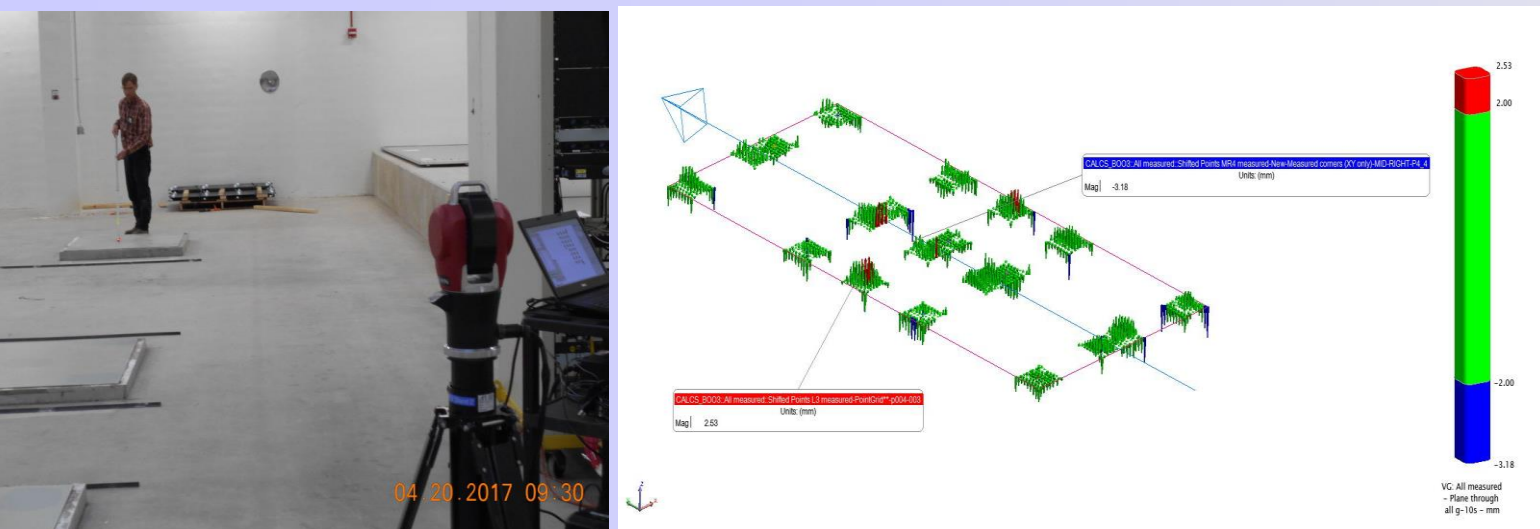 04 20 2017 09:30
CALCS_BOO3::All measured::Shifted Points MR4 measured-New-Measured corners (XY only)-MID-RIGHT-P4_4
Units: (mm)
Mag| -3.18
CALCS_BOO3::All measured::Shifted Points L3 measured-PointGrid^^-p004-003
Units: (mm)
Mag| 2.53
2.53
2.00
-2.00
-3.18
VG: All measured
- Plane through
all g-10s - mm